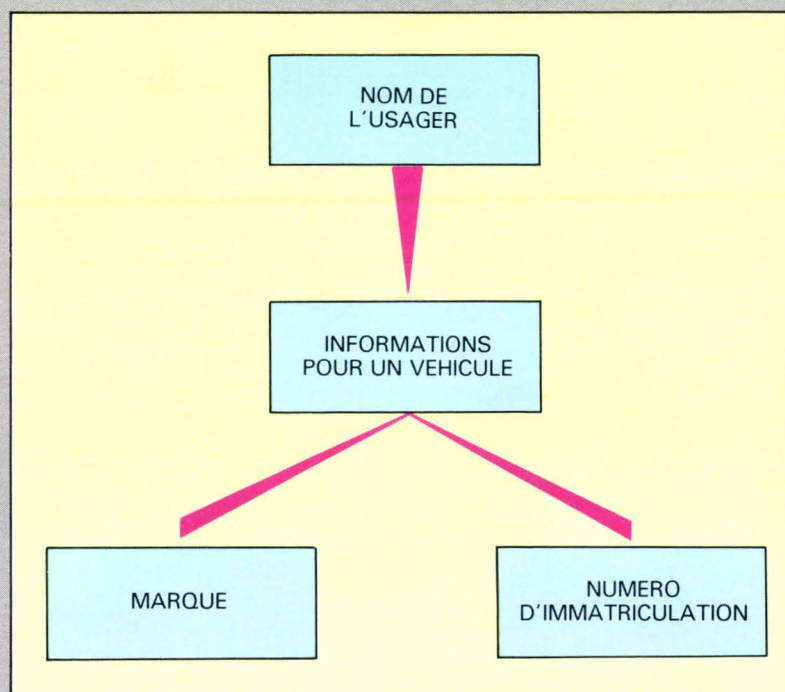 NOM DE
L'USAGER
INFORMATIONS
POUR UN VEHICULE
MARQUE
NUMERO
D'IMMATRICULATION